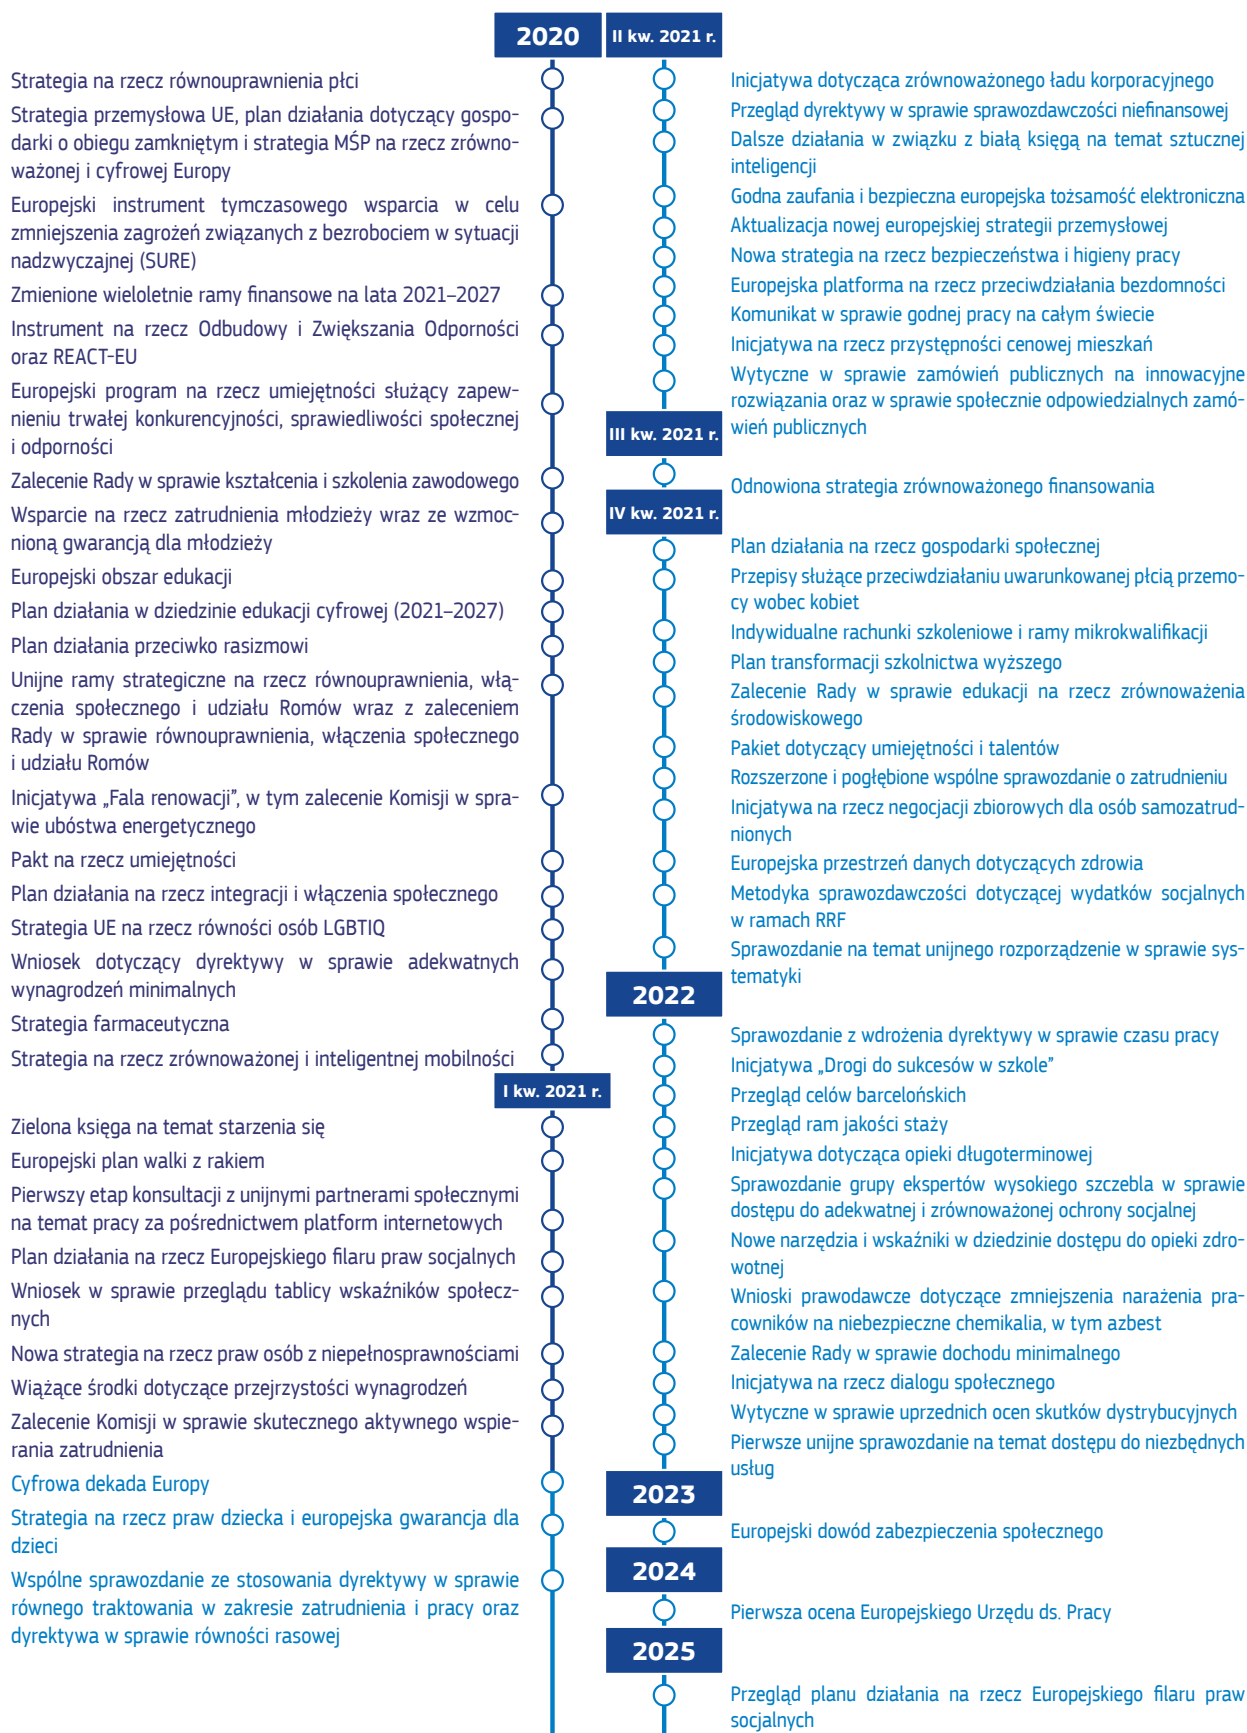 2020
Strategia na rzecz równouprawnienia płci
Strategia przemysłowa UE, plan działania dotyczący gospo-
darki o obiegu zamkniętym i strategia MŚP na rzecz zrówno-
ważonej i cyfrowej Europy
Europejski instrument tymczasowego wsparcia w celu
zmniejszenia zagrożeń związanych z bezrobociem w sytuacji
nadzwyczajnej (SURE)
Zmienione wieloletnie ramy finansowe na lata 2021–2027
Instrument na rzecz Odbudowy i Zwiększania Odporności
oraz REACT-EU
Europejski program na rzecz umiejętności służący zapew-
nieniu trwałej konkurencyjności, sprawiedliwości społecznej
i odporności
Zalecenie Rady w sprawie kształcenia i szkolenia zawodowego
Wsparcie na rzecz zatrudnienia młodzieży wraz ze wzmoc-
nioną gwarancją dla młodzieży
Europejski obszar edukacji
Plan działania w dziedzinie edukacji cyfrowej (2021–2027)
Plan działania przeciwko rasizmowi
Unijne ramy strategiczne na rzecz równouprawnienia, włą-
czenia społecznego i udziału Romów wraz z zaleceniem
Rady w sprawie równouprawnienia, włączenia społecznego
i udziału Romów
Inicjatywa „Fala renowacji”, w tym zalecenie Komisji w spra-
wie ubóstwa energetycznego
Pakt na rzecz umiejętności
Plan działania na rzecz integracji i włączenia społecznego
Strategia UE na rzecz równości osób LGBTIQ
Wniosek dotyczący dyrektywy w sprawie adekwatnych
wynagrodzeń minimalnych
Strategia farmaceutyczna
Strategia na rzecz zrównoważonej i inteligentnej mobilności
I kw. 2021 r.
Zielona księga na temat starzenia się
Europejski plan walki z rakiem
Pierwszy etap konsultacji z unijnymi partnerami społecznymi
na temat pracy za pośrednictwem platform internetowych
Plan działania na rzecz Europejskiego filaru praw socjalnych
Wniosek w sprawie przeglądu tablicy wskaźników społecz-
nych
Nowa strategia na rzecz praw osób z niepełnosprawnościami
Wiążące środki dotyczące przejrzystości wynagrodzeń
Zalecenie Komisji w sprawie skutecznego aktywnego wspie-
rania zatrudnienia
Cyfrowa dekada Europy
Strategia na rzecz praw dziecka i europejska gwarancja dla
dzieci
Wspólne sprawozdanie ze stosowania dyrektywy w sprawie
równego traktowania w zakresie zatrudnienia i pracy oraz
dyrektywa w sprawie równości rasowej
II kw. 2021 r.
Inicjatywa dotycząca zrównoważonego ładu korporacyjnego
Przegląd dyrektywy w sprawie sprawozdawczości niefinansowej
Dalsze działania w związku z białą księgą na temat sztucznej
inteligencji
Godna zaufania i bezpieczna europejska tożsamość elektroniczna
Aktualizacja nowej europejskiej strategii przemysłowej
Nowa strategia na rzecz bezpieczeństwa i higieny pracy
Europejska platforma na rzecz przeciwdziałania bezdomności
Komunikat w sprawie godnej pracy na całym świecie
Inicjatywa na rzecz przystępności cenowej mieszkań
Wytyczne w sprawie zamówień publicznych na innowacyjne
rozwiązania oraz w sprawie społecznie odpowiedzialnych zamó-
wień publicznych
III kw. 2021 r.
Odnowiona strategia zrównoważonego finansowania
IV kw. 2021 r.
Plan działania na rzecz gospodarki społecznej
Przepisy służące przeciwdziałaniu uwarunkowanej płcią przemo-
cy wobec kobiet
Indywidualne rachunki szkoleniowe i ramy mikrokwalifikacji
Plan transformacji szkolnictwa wyższego
Zalecenie Rady w sprawie edukacji na rzecz zrównoważenia
środowiskowego
Pakiet dotyczący umiejętności i talentów
Rozszerzone i pogłębione wspólne sprawozdanie o zatrudnieniu
Inicjatywa na rzecz negocjacji zbiorowych dla osób samozatrud-
nionych
Europejska przestrzeń danych dotyczących zdrowia
Metodyka sprawozdawczości dotyczącej wydatków socjalnych
w ramach RRF
Sprawozdanie na temat unijnego rozporządzenie w sprawie sys-
tematyki
2022
Sprawozdanie z wdrożenia dyrektywy w sprawie czasu pracy
Inicjatywa „Drogi do sukcesów w szkole”
Przegląd celów barcelońskich
Przegląd ram jakości staży
Inicjatywa dotycząca opieki długoterminowej
Sprawozdanie grupy ekspertów wysokiego szczebla w sprawie
dostępu do adekwatnej i zrównoważonej ochrony socjalnej
Nowe narzędzia i wskaźniki w dziedzinie dostępu do opieki zdro-
wotnej
Wnioski prawodawcze dotyczące zmniejszenia narażenia pra-
cowników na niebezpieczne chemikalia, w tym azbest
Zalecenie Rady w sprawie dochodu minimalnego
Inicjatywa na rzecz dialogu społecznego
Wytyczne w sprawie uprzednich ocen skutków dystrybucyjnych
Pierwsze unijne sprawozdanie na temat dostępu do niezbędnych
usług
2023
Europejski dowód zabezpieczenia społecznego
2024
Pierwsza ocena Europejskiego Urzędu ds. Pracy
2025
Przegląd planu działania na rzecz Europejskiego filaru praw
socjalnych